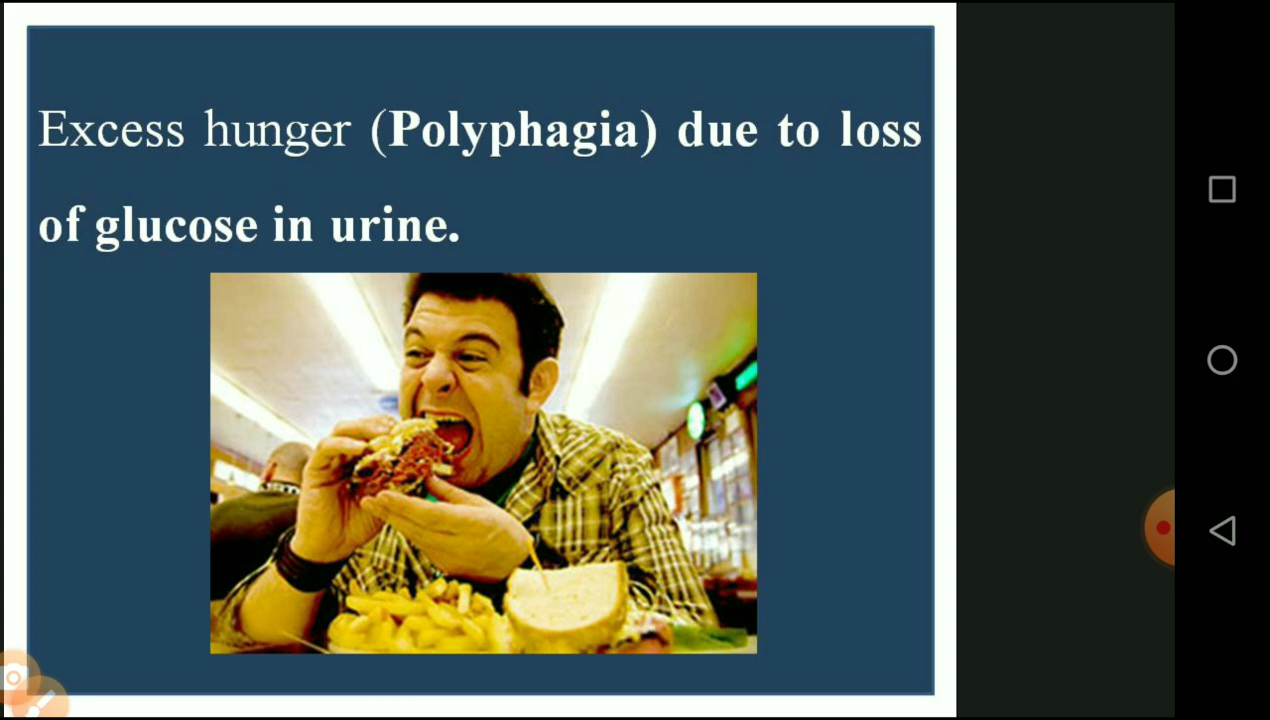 Excess hunger (Polyphagia) due to loss
of glucose in urine.